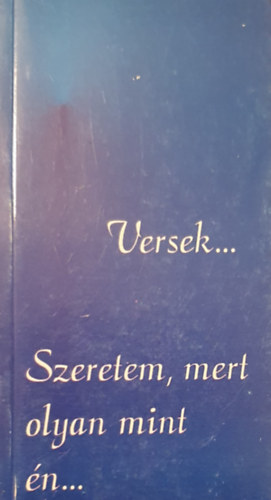 Versek...
Szeretem, mert
olyan mint
én...